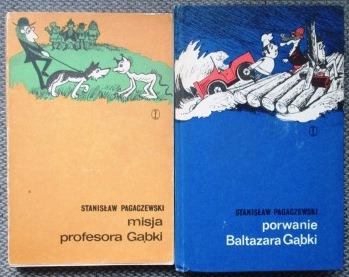 STANISŁAW PAGACZEWSKI
misja
profesora Gąbki
STANISŁAW PAGACZEWSKI
porwanie
Baltazara Gąbki